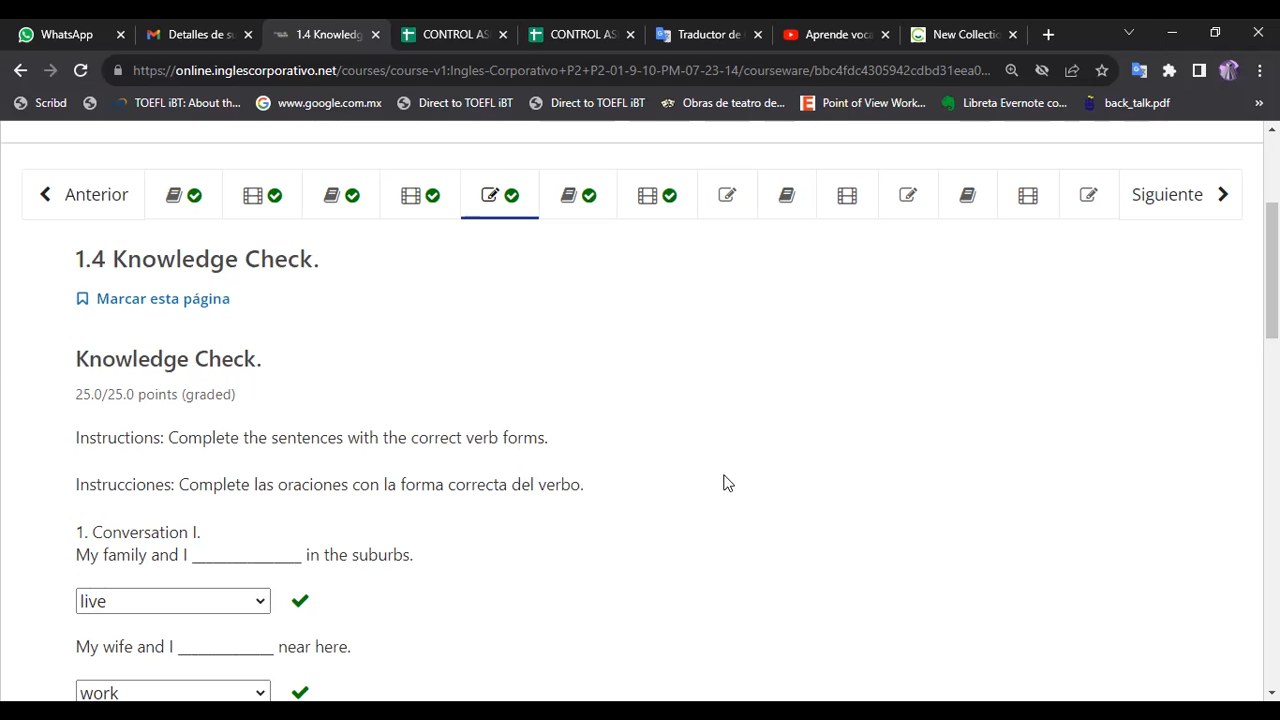 WhatsApp
Detalles de su
1.4 Knowledg
CONTROL AS
CONTROL AS
Traductor de
Aprende voca
New Collectio
https://online.inglescorporativo.net/courses/course-v1:Ingles-Corporativo+P2+P2-01-9-10-PM-07-23-14/courseware/bbc4fdc4305942cdbd31eea0...
Scribd
TOEFL iBT: About th...
www.google.com.mx
Direct to TOEFL iBT
Direct to TOEFL iBT
Obras de teatro de...
Point of View Work...
Libreta Evernote co...
back_talk.pdf
»
Anterior
Siguiente
1.4 Knowledge Check.
Marcar esta página
Knowledge Check.
25.0/25.0 points (graded)
Instructions: Complete the sentences with the correct verb forms.
Instrucciones: Complete las oraciones con la forma correcta del verbo.
1. Conversation I.
My family and I ______________ in the suburbs.
live
My wife and I ____________ near here.
work